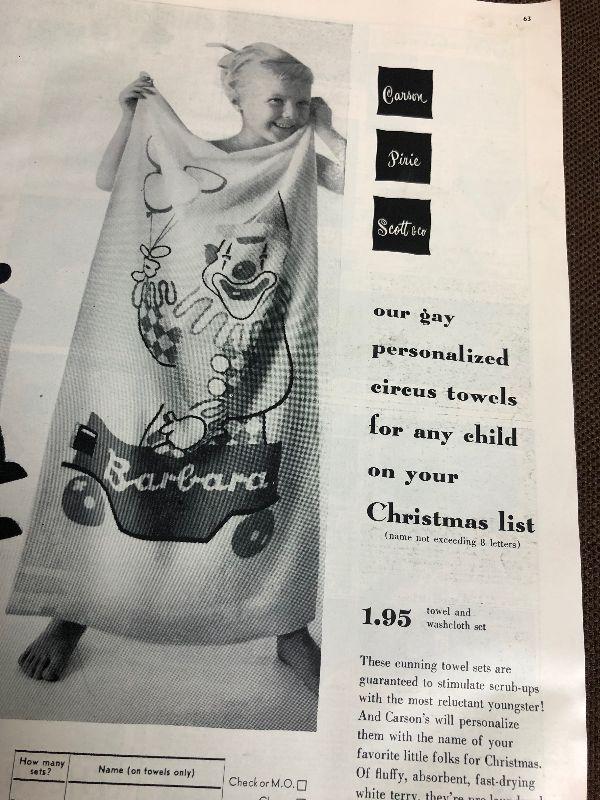 63
Carson
Pirie
Scott & co
our gay
personalized
circus towels
for any child
on your
Christmas list
(name not exceeding 8 letters)
Barbara
1.95
towel and
washcloth set
These cunning towel sets are
guaranteed to stimulate scrub-ups
with the most reluctant youngster!
And Carson's will personalize
them with the name of your
favorite little folks for Christmas.
Of fluffy, absorbent, fast-drying
white terry, they're
How many
sets?
Name (on towels only)
Check or M.O.